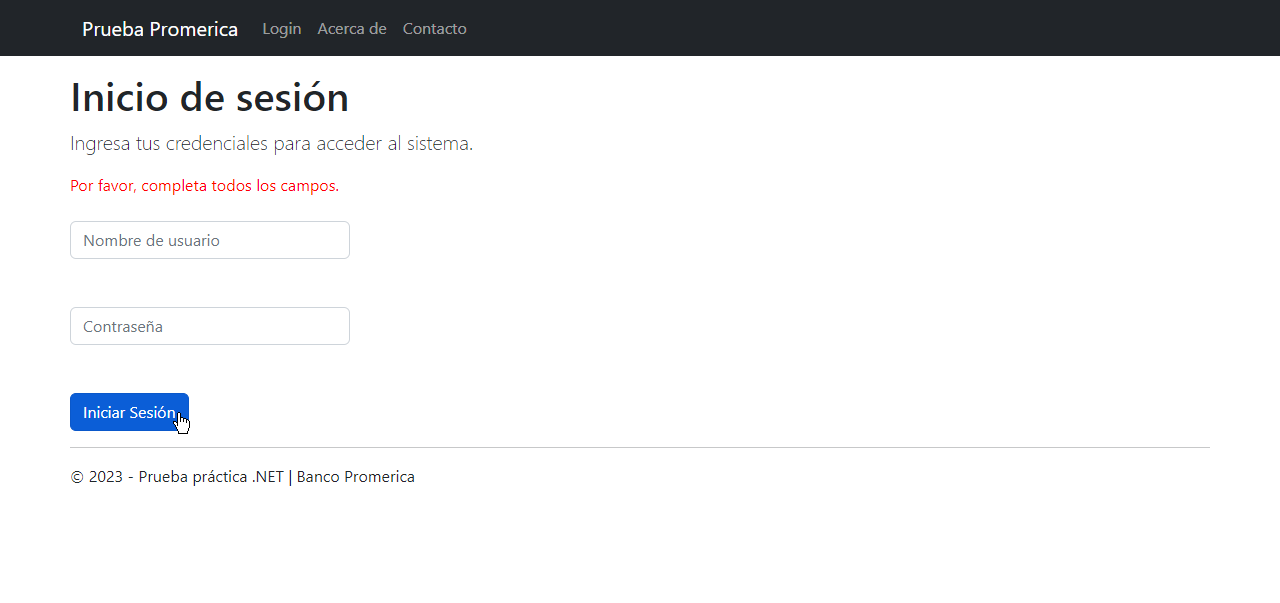 Prueba Promerica Login Acerca de Contacto
Inicio de sesión
Ingresa tus credenciales para acceder al sistema.
Por favor, completa todos los campos.
Nombre de usuario
Contraseña
Iniciar Sesión
© 2023 - Prueba práctica .NET | Banco Promerica